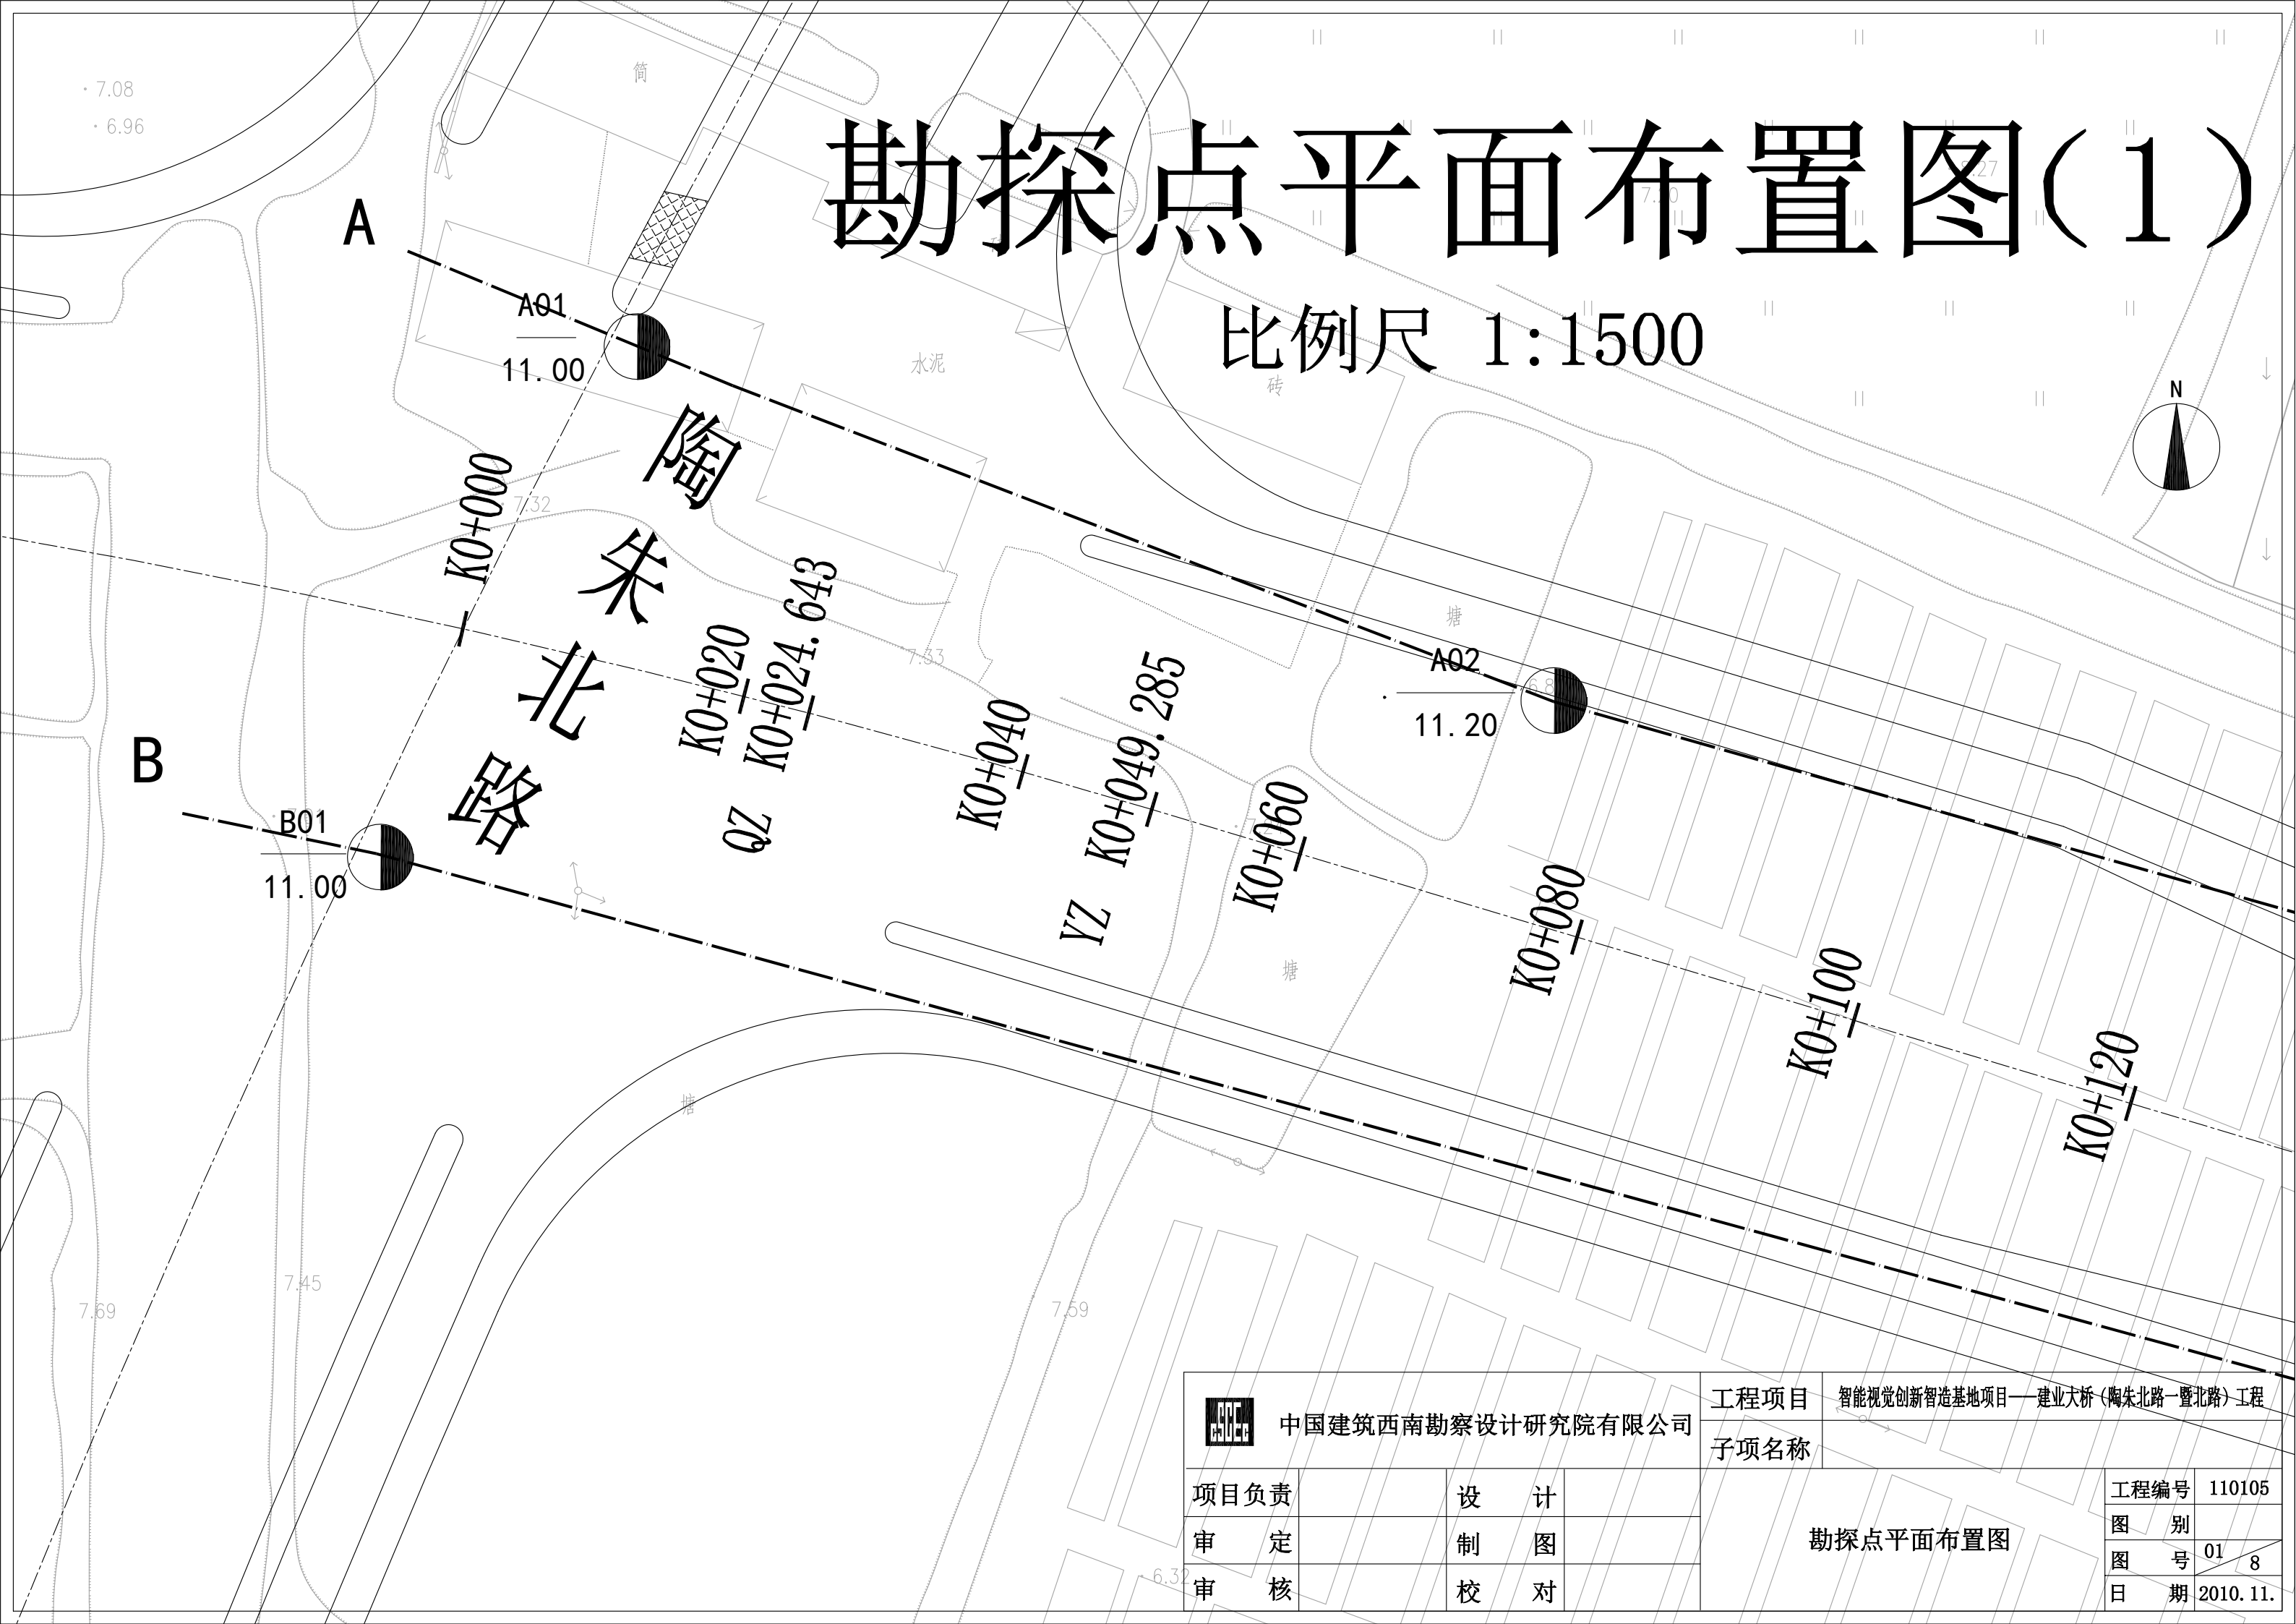 勘探点平面布置图(1)
比例尺 1:1500
N
7.08
6.96
简
7.20
A
A01
11.00
水泥
砖
K0+000
7.32
陶朱北路
K0+020
K0+024.643
QZ
7.33
K0+040
K0+049.285
YZ
K0+060
塘
A02
11.20
6.8
B
B01
11.00
K0+080
K0+100
K0+120
塘
塘
7.45
7.69
7.59
6.32
中国建筑西南勘察设计研究院有限公司
工程项目 智能视觉创新智造基地项目——建业大桥（陶朱北路一暨北路）工程
子项名称
项目负责 设 计
审 定 制 图
审 核 校 对
勘探点平面布置图
工程编号 110105
图 别
图 号 01/8
日 期 2010.11.